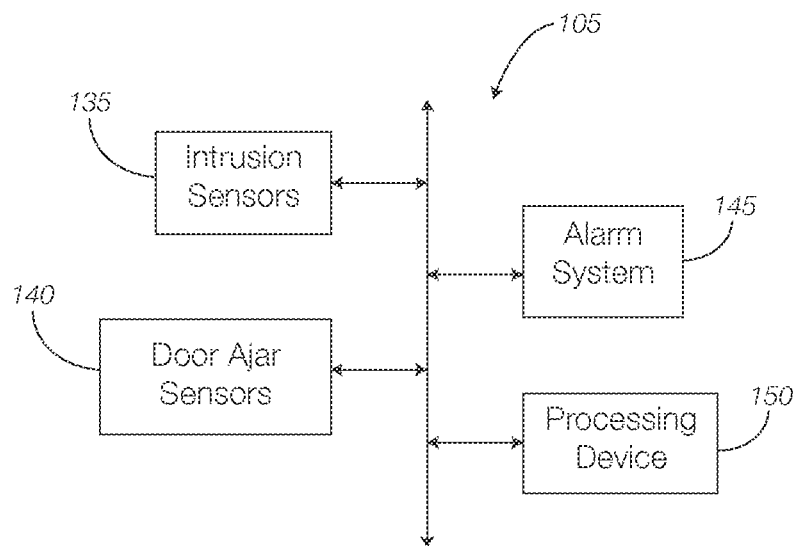 105
135
Intrusion
Sensors
145
Alarm
System
140
Door Ajar
Sensors
150
Processing
Device